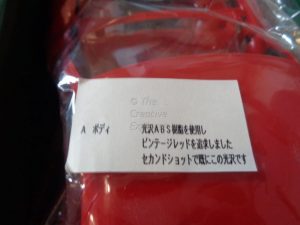 © The
Creative
A ボディ 光沢ABS樹脂を使用し
ビンテージレッドを追求しました
セカンドショットで既にこの光沢です